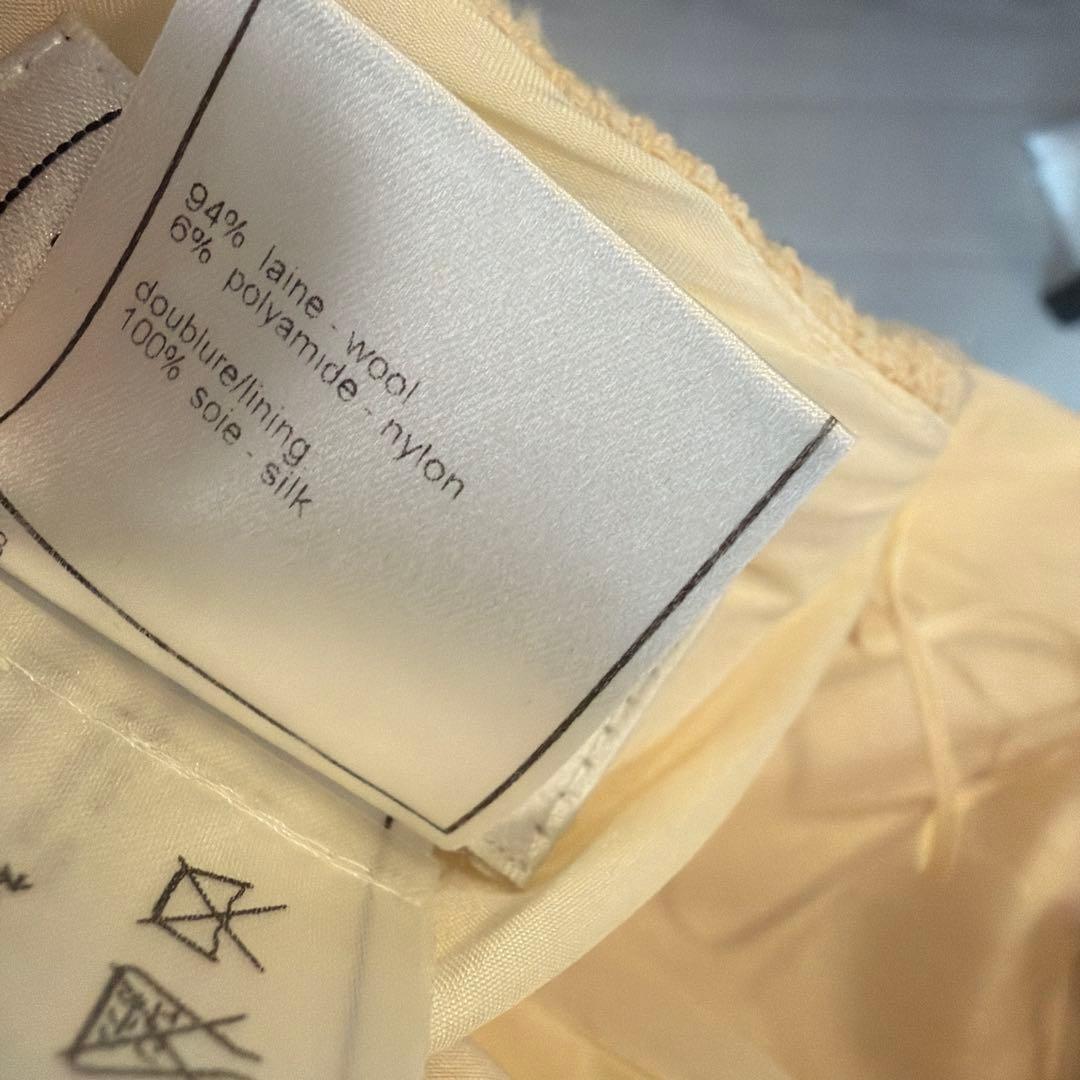 94% laine - wool
6% polyamide - nylon
doublure/lining
100% soie - silk